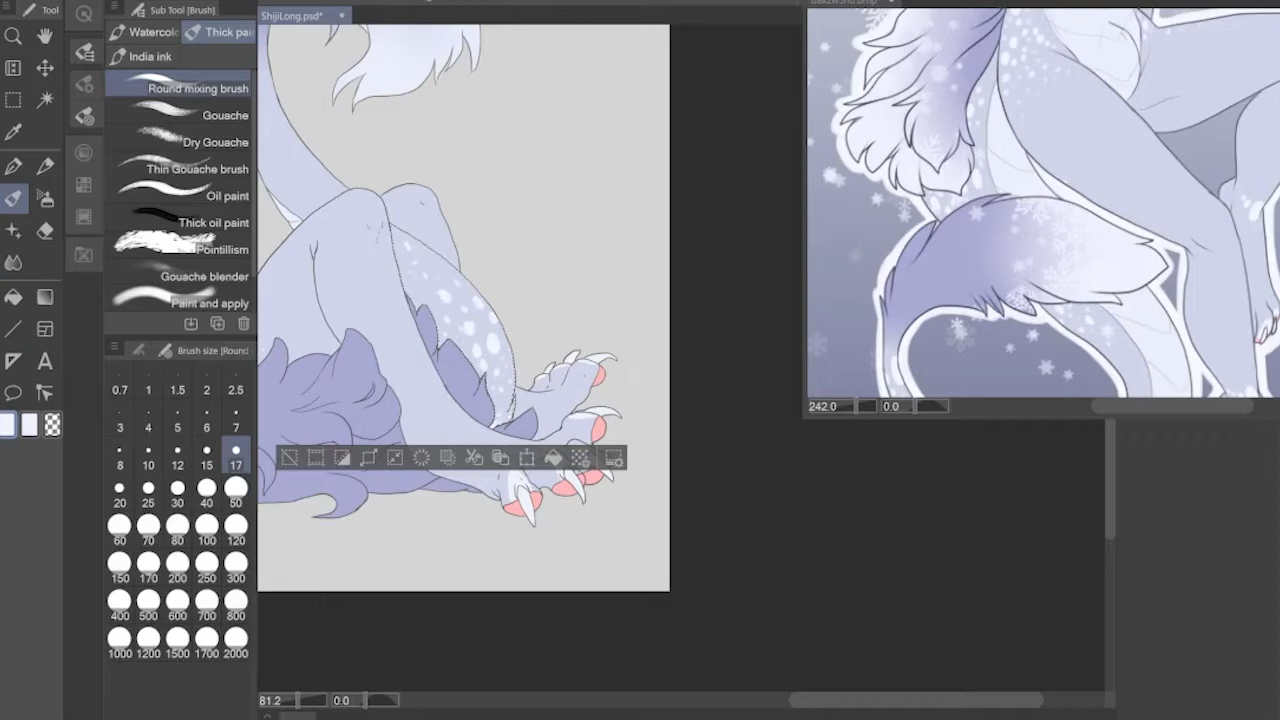 Tool
Sub Tool [Brush]
ShijiLong.psd*
Watercolo
Thick pai
India ink
Round mixing brush
Gouache
Dry Gouache
Thin Gouache brush
Oil paint
Thick oil paint
Pointillism
Gouache blender
Paint and apply
Brush size [Round
0.7 1 1.5 2 2.5
3 4 5 6 7
8 10 12 15 17
20 25 30 40 50
60 70 80 100 120
150 170 200 250 300
400 500 600 700 800
1000 1200 1500 1700 2000
242.0 0.0
81.2 0.0